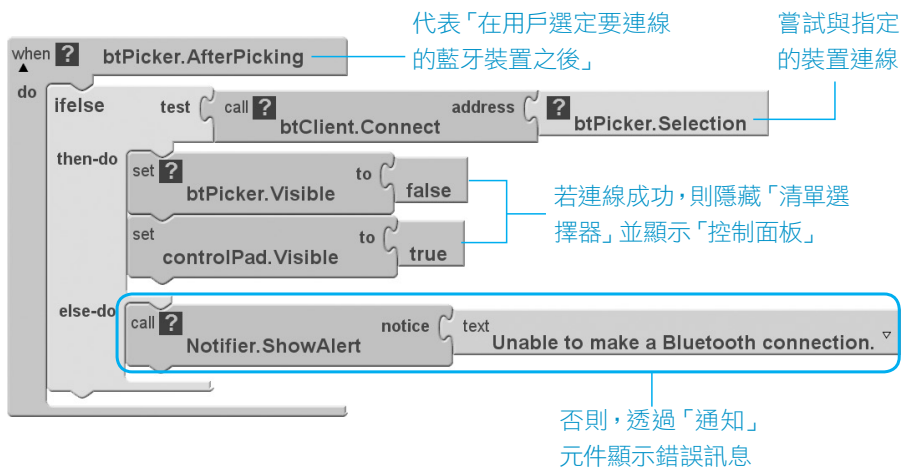 代表「在用戶選定要連線
的藍牙裝置之後」
嘗試與指定
的裝置連線
when ? btPicker.AfterPicking
do
ifelse test call ? btClient.Connect address ? btPicker.Selection
then-do
set ? btPicker.Visible to false
set controlPad.Visible to true
若連線成功，則隱藏「清單選
擇器」並顯示「控制面板」
else-do
call ? Notifier.ShowAlert notice text Unable to make a Bluetooth connection.
否則，透過「通知」
元件顯示錯誤訊息